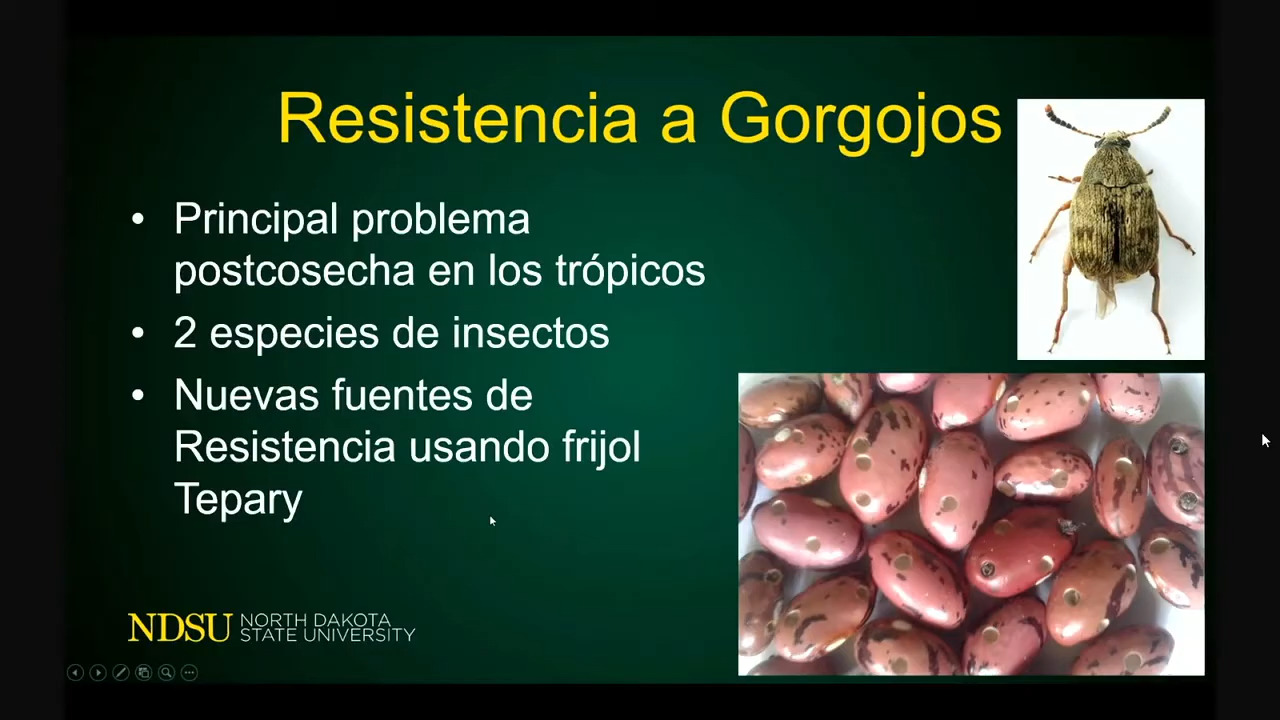 Resistencia a Gorgojos
• Principal problema
postcosecha en los trópicos
• 2 especies de insectos
• Nuevas fuentes de
Resistencia usando frijol
Tepary
NDSU NORTH DAKOTA
STATE UNIVERSITY